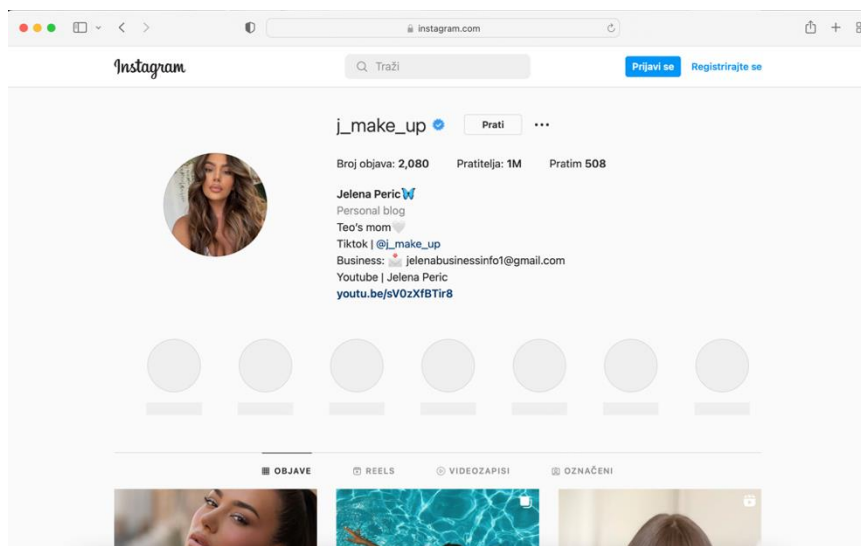 instagram.com
Instagram
Traži
Prijavi se
Registrirajte se
j_make_up
Prati
Broj objava: 2,080 Pratitelja: 1M Pratim 508
Jelena Peric🦋
Personal blog
Teo's mom🤍
Tiktok | @j_make_up
Business: 📩 jelenabusinessinfo1@gmail.com
Youtube | Jelena Peric
youtu.be/sV0zXfBTir8
OBJAVE REELS VIDEOZAPISI OZNAČENI